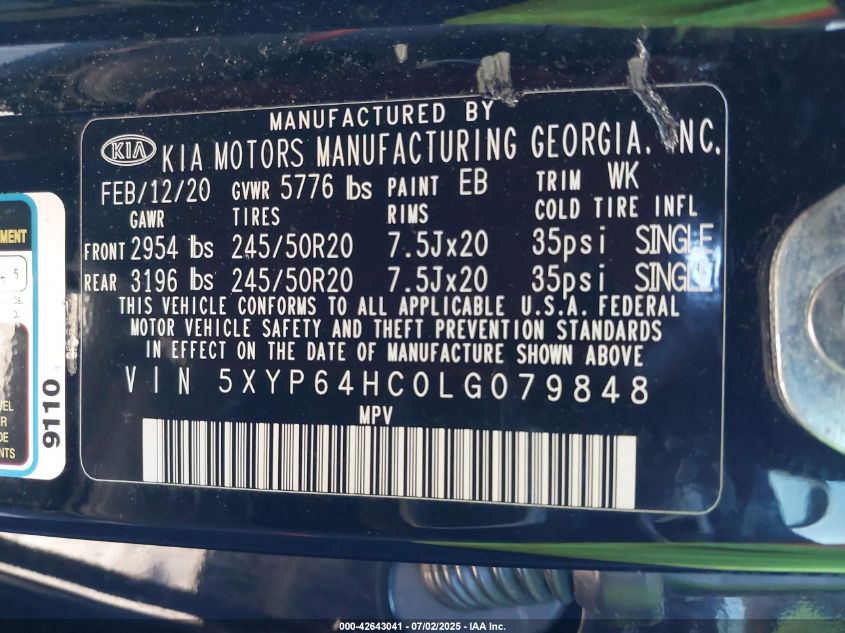 MANUFACTURED BY
KIA KIA MOTORS MANUFACTURING GEORGIA, INC.
FEB/12/20 GVWR 5776 lbs PAINT EB TRIM WK
GAWR TIRES RIMS COLD TIRE INFL
FRONT 2954 lbs 245/50R20 7.5Jx20 35psi SINGLE
REAR 3196 lbs 245/50R20 7.5Jx20 35psi SINGLE
THIS VEHICLE CONFORMS TO ALL APPLICABLE U.S.A. FEDERAL
MOTOR VEHICLE SAFETY AND THEFT PREVENTION STANDARDS
IN EFFECT ON THE DATE OF MANUFACTURE SHOWN ABOVE
VIN 5XYP64HC0LG079848
MPV
9110
000-42643041 - 07/02/2025 - IAA Inc.